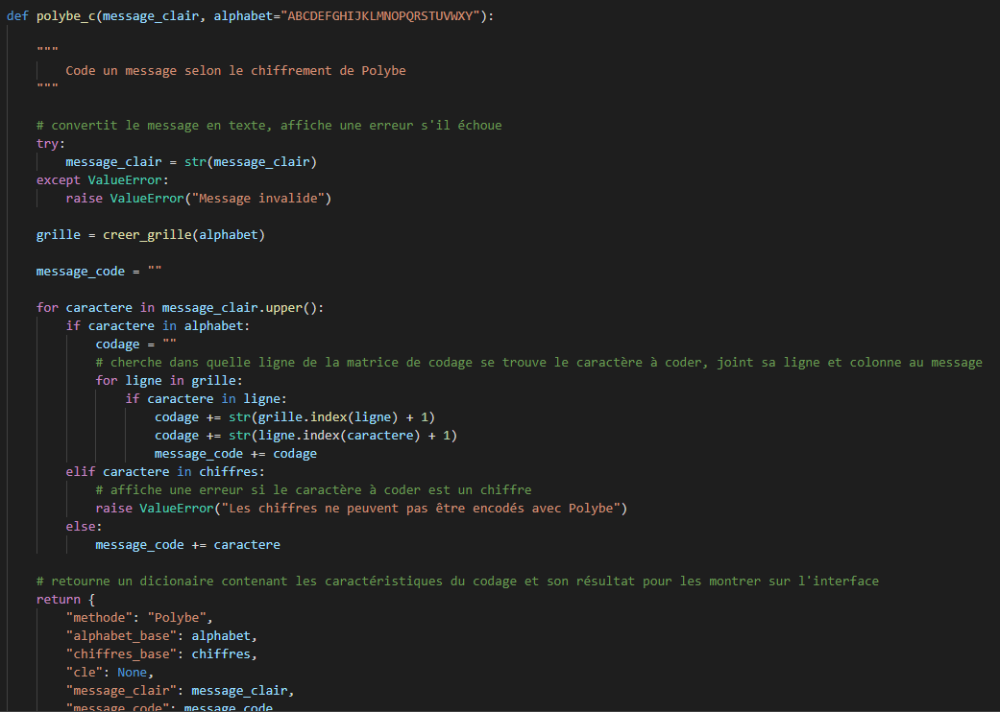 def polybe_c(message_clair, alphabet="ABCDEFGHIJKLMNOPQRSTUVWXY"):
"""
Code un message selon le chiffrement de Polybe
"""
# convertit le message en texte, affiche une erreur s'il échoue
try:
message_clair = str(message_clair)
except ValueError:
raise ValueError("Message invalide")
grille = creer_grille(alphabet)
message_code = ""
for caractere in message_clair.upper():
if caractere in alphabet:
codage = ""
# cherche dans quelle ligne de la matrice de codage se trouve le caractère à coder, joint sa ligne et colonne au message
for ligne in grille:
if caractere in ligne:
codage += str(grille.index(ligne) + 1)
codage += str(ligne.index(caractere) + 1)
message_code += codage
elif caractere in chiffres:
# affiche une erreur si le caractère à coder est un chiffre
raise ValueError("Les chiffres ne peuvent pas être encodés avec Polybe")
else:
message_code += caractere
# retourne un dicionaire contenant les caractéristiques du codage et son résultat pour les montrer sur l'interface
return {
"methode": "Polybe",
"alphabet_base": alphabet,
"chiffres_base": chiffres,
"cle": None,
"message_clair": message_clair,
"message_code": message_code